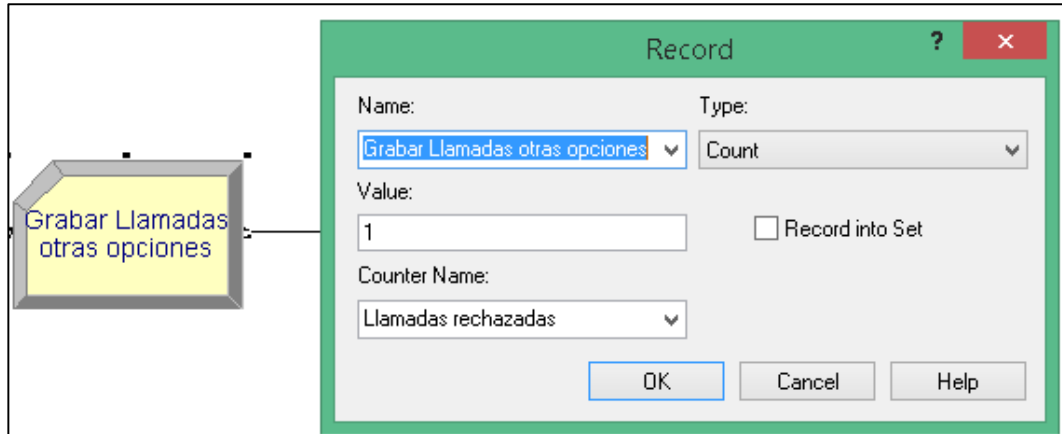 Record
?
×
Name:
Type:
Grabar Llamadas otras opciones
Count
Value:
1
Record into Set
Counter Name:
Llamadas rechazadas
OK
Cancel
Help
Grabar Llamadas
otras opciones